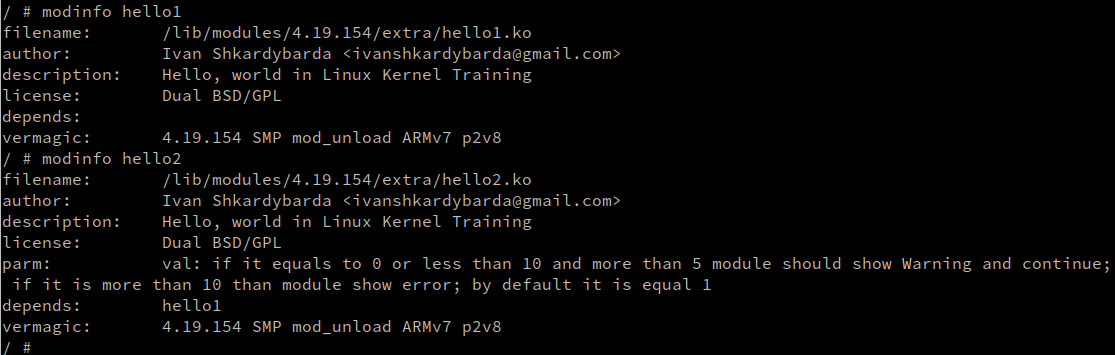 / # modinfo hello1
filename:       /lib/modules/4.19.154/extra/hello1.ko
author:         Ivan Shkardybarda <ivanshkardybarda@gmail.com>
description:    Hello, world in Linux Kernel Training
license:        Dual BSD/GPL
depends:
vermagic:       4.19.154 SMP mod_unload ARMv7 p2v8
/ # modinfo hello2
filename:       /lib/modules/4.19.154/extra/hello2.ko
author:         Ivan Shkardybarda <ivanshkardybarda@gmail.com>
description:    Hello, world in Linux Kernel Training
license:        Dual BSD/GPL
parm:           val: if it equals to 0 or less than 10 and more than 5 module should show Warning and continue;
 if it is more than 10 than module show error; by default it is equal 1
depends:        hello1
vermagic:       4.19.154 SMP mod_unload ARMv7 p2v8
/ #